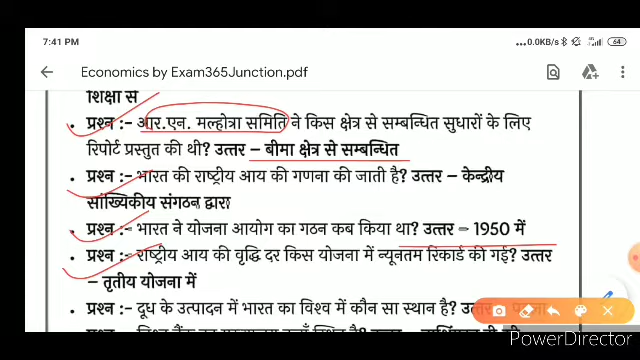 7:41 PM
...0.0KB/s
64
Economics by Exam365Junction.pdf
शिक्षा से
• प्रश्न :- आर.एन. मल्होत्रा समिति ने किस क्षेत्र से सम्बन्धित सुधारों के लिए
रिपोर्ट प्रस्तुत की थी? उत्तर – बीमा क्षेत्र से सम्बन्धित
• प्रश्न :- भारत की राष्ट्रीय आय की गणना की जाती है? उत्तर – केन्द्रीय
सांख्यिकीय संगठन द्वारा
• प्रश्न :- भारत ने योजना आयोग का गठन कब किया था? उत्तर – 1950 में
• प्रश्न :- राष्ट्रीय आय की वृद्धि दर किस योजना में न्यूनतम रिकार्ड की गई? उत्तर
– तृतीय योजना में
• प्रश्न :- दूध के उत्पादन में भारत का विश्व में कौन सा स्थान है? उत्तर – पहला
PowerDirector